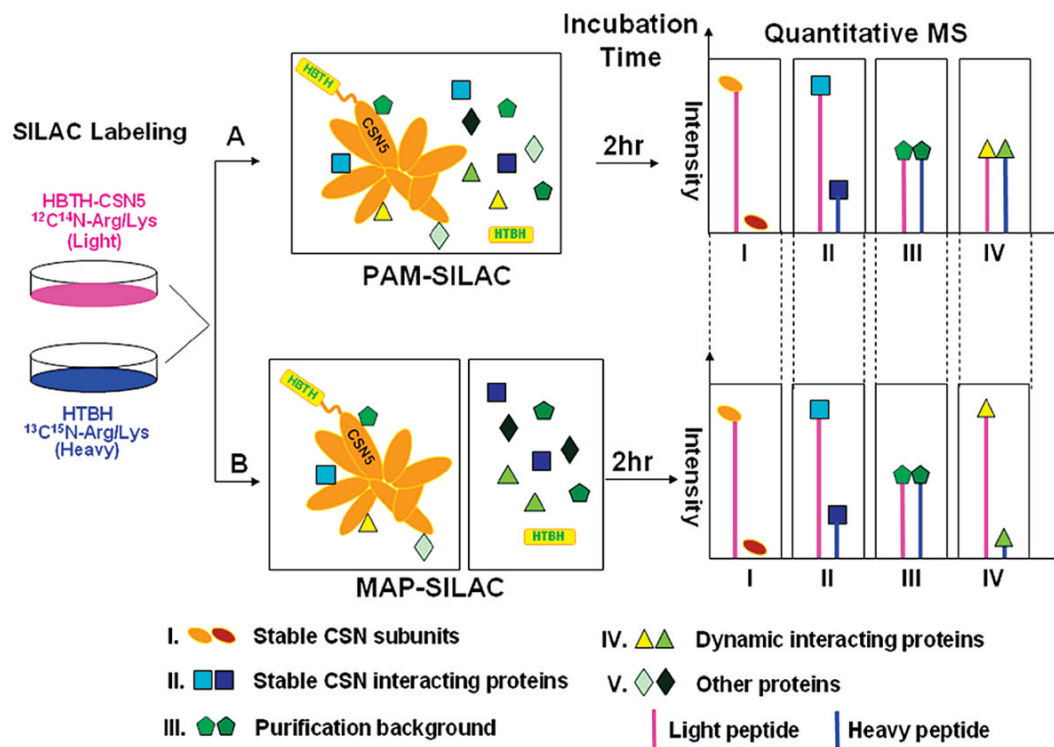 SILAC Labeling
HBTH-CSN5
¹²C¹⁴N-Arg/Lys
(Light)
HTBH
¹³C¹⁵N-Arg/Lys
(Heavy)
A
HBTH
CSN5
HTBH
PAM-SILAC
B
HBTH
CSN5
HTBH
MAP-SILAC
Incubation
Time
2hr
2hr
Quantitative MS
Intensity
I
II
III
IV
Intensity
I
II
III
IV
I. Stable CSN subunits
II. Stable CSN interacting proteins
III. Purification background
IV. Dynamic interacting proteins
V. Other proteins
Light peptide
Heavy peptide